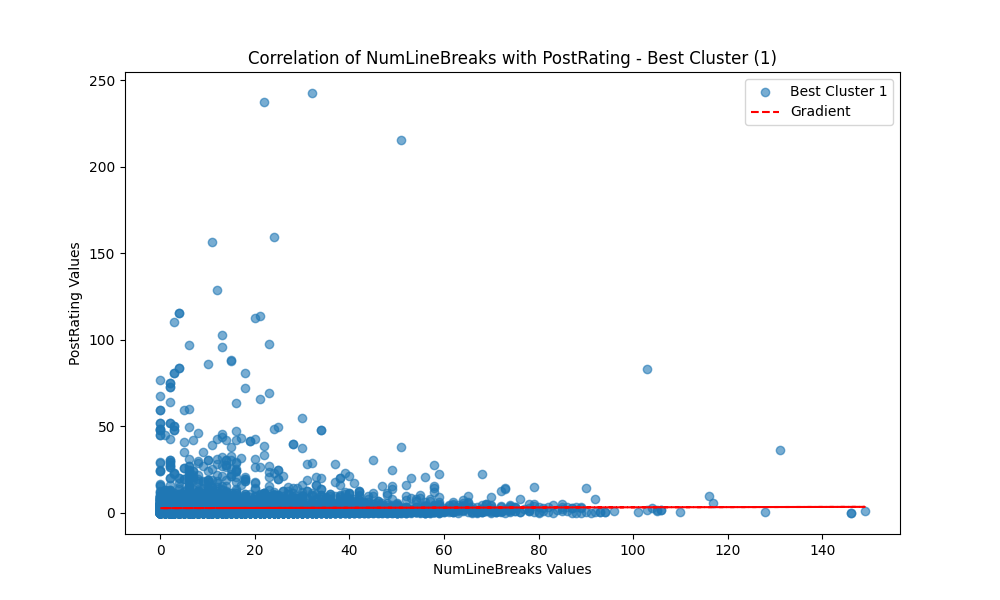 Correlation of NumLineBreaks with PostRating - Best Cluster (1)
Best Cluster 1
Gradient
250
200
150
100
50
0
PostRating Values
0 20 40 60 80 100 120 140
NumLineBreaks Values